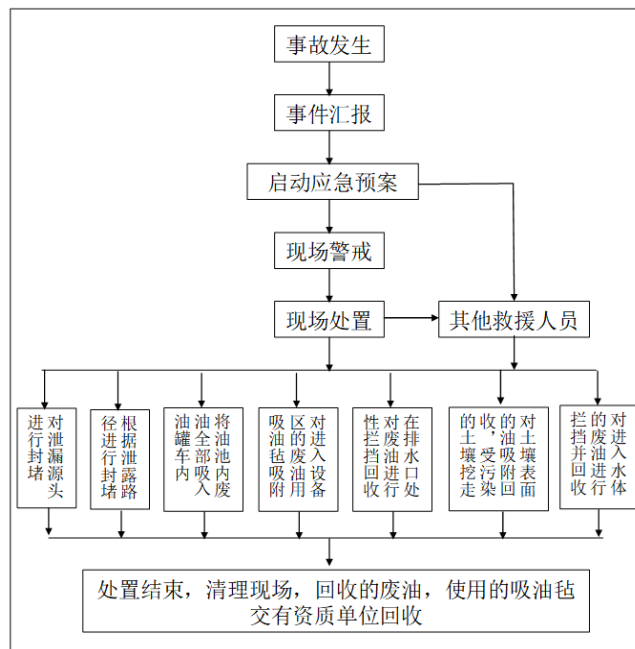 事故发生
事件汇报
启动应急预案
现场警戒
现场处置
其他救援人员
对泄漏源头
进行封堵
根据泄露路
径进行封堵
将油池内废
油全部吸入
油罐车内
对进入设备
区的废油用
吸油毡吸附
在排水口处
对废油进行
性拦挡回收
对土壤表面
的油吸附回
收，受污染
的土壤挖走
对进入水体
的废油进行
拦挡并回收
处置结束，清理现场，回收的废油，使用的吸油毡
交有资质单位回收